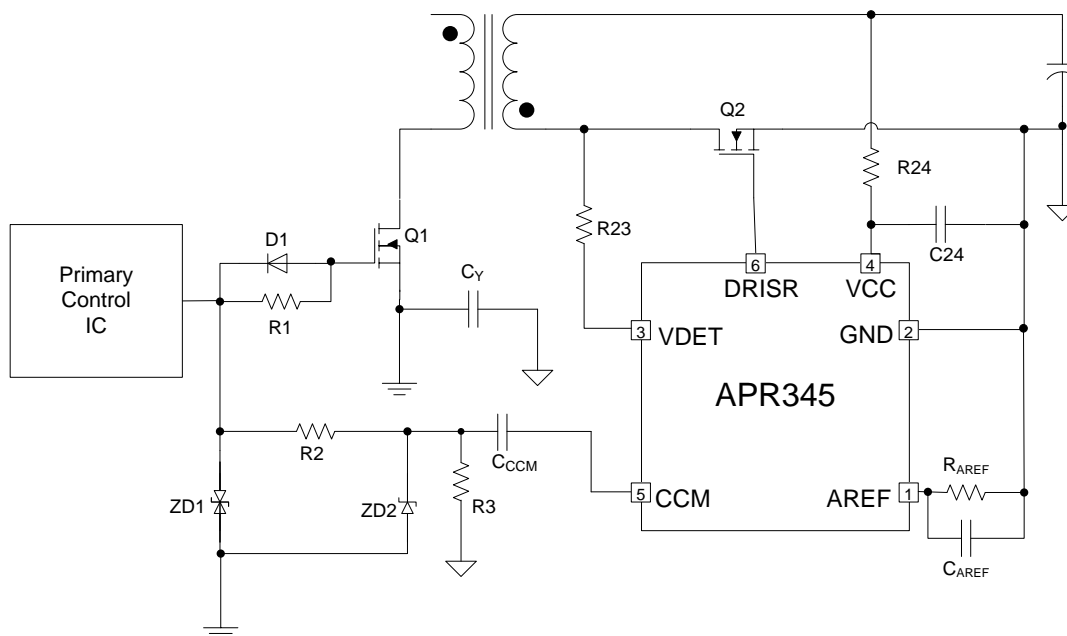 Q2
R24
R23
D1
Q1
C24
Primary
Control
IC
R1
CY
6
DRISR
4
VCC
3
VDET
GND
2
APR345
R2
CCCM
R3
ZD1
ZD2
5
CCM
AREF
1
RAREF
CAREF